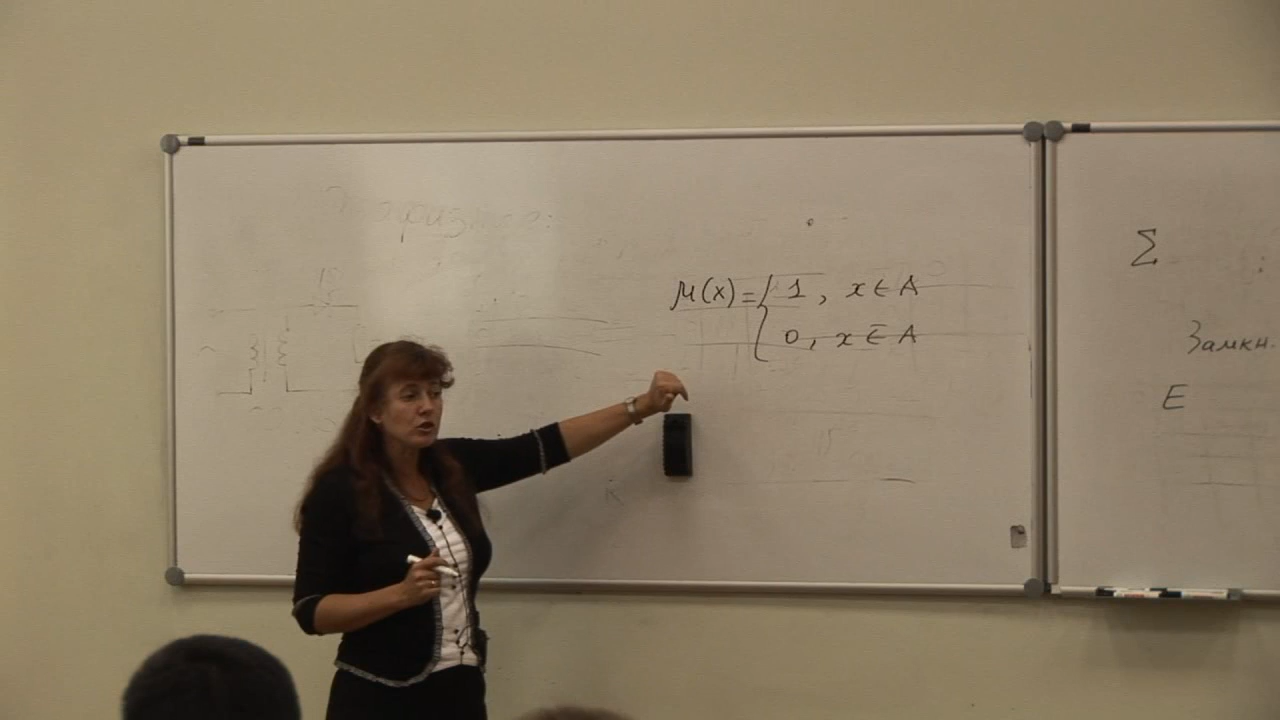 μ(x) = { 1, x ∈ A
0, x ∈̅ A
Σ
Замкн.
E